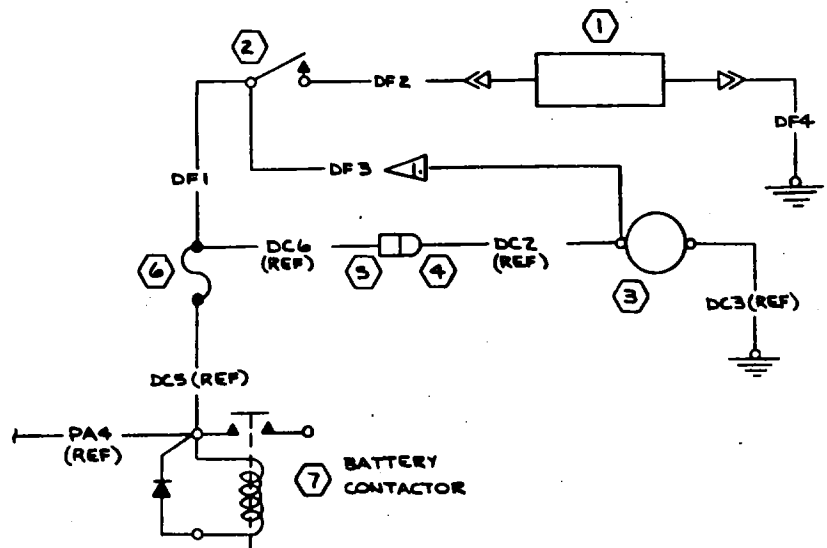 1
2
DF2
DF4
DF3 1.
DF1
DC6
(REF)
5
4
DC2
(REF)
6
3
DC3(REF)
DC5(REF)
PA4
(REF)
7
BATTERY
CONTACTOR